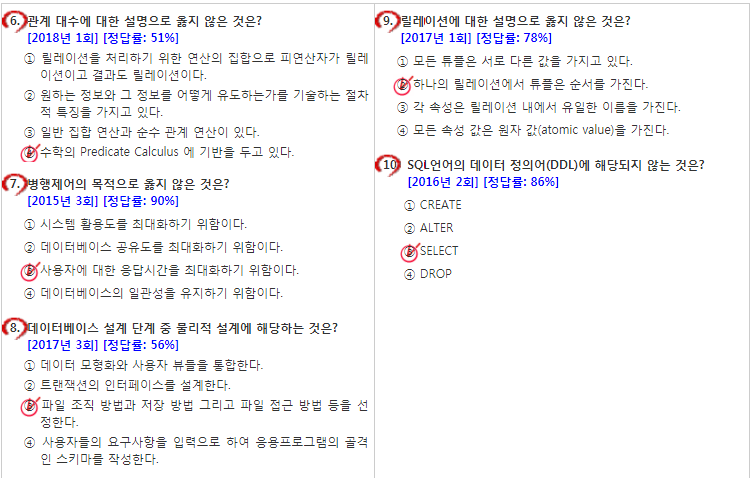 6. 관계 대수에 대한 설명으로 옳지 않은 것은?
[2018년 1회] [정답률: 51%]
① 릴레이션을 처리하기 위한 연산의 집합으로 피연산자가 릴레
이션이고 결과도 릴레이션이다.
② 원하는 정보와 그 정보를 어떻게 유도하는가를 기술하는 절차
적 특징을 가지고 있다.
③ 일반 집합 연산과 순수 관계 연산이 있다.
④ 수학의 Predicate Calculus 에 기반을 두고 있다.
7. 병행제어의 목적으로 옳지 않은 것은?
[2015년 3회] [정답률: 90%]
① 시스템 활용도를 최대화하기 위함이다.
② 데이터베이스 공유도를 최대화하기 위함이다.
③ 사용자에 대한 응답시간을 최대화하기 위함이다.
④ 데이터베이스의 일관성을 유지하기 위함이다.
8. 데이터베이스 설계 단계 중 물리적 설계에 해당하는 것은?
[2017년 3회] [정답률: 56%]
① 데이터 모형화와 사용자 뷰들을 통합한다.
② 트랜잭션의 인터페이스를 설계한다.
③ 파일 조직 방법과 저장 방법 그리고 파일 접근 방법 등을 선
정한다.
④ 사용자들의 요구사항을 입력으로 하여 응용프로그램의 골격
인 스키마를 작성한다.
9. 릴레이션에 대한 설명으로 옳지 않은 것은?
[2017년 1회] [정답률: 78%]
① 모든 튜플은 서로 다른 값을 가지고 있다.
② 하나의 릴레이션에서 튜플은 순서를 가진다.
③ 각 속성은 릴레이션 내에서 유일한 이름을 가진다.
④ 모든 속성 값은 원자 값(atomic value)을 가진다.
10. SQL언어의 데이터 정의어(DDL)에 해당되지 않는 것은?
[2016년 2회] [정답률: 86%]
① CREATE
② ALTER
③ SELECT
④ DROP